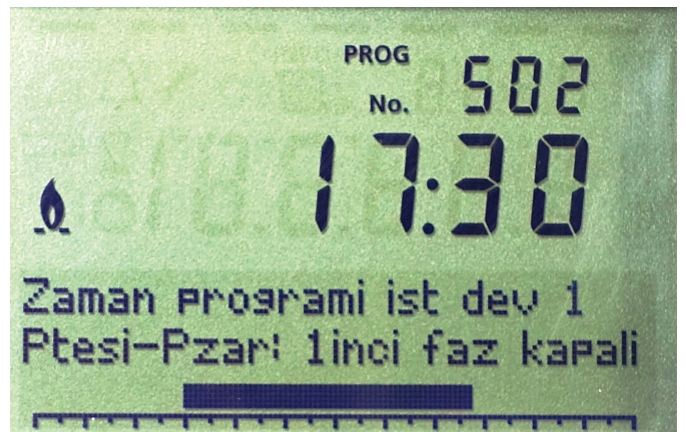 PROG 502
No.
17:30
Zaman programi ist dev 1
Ptesi-Pzar: 1inci faz kapali